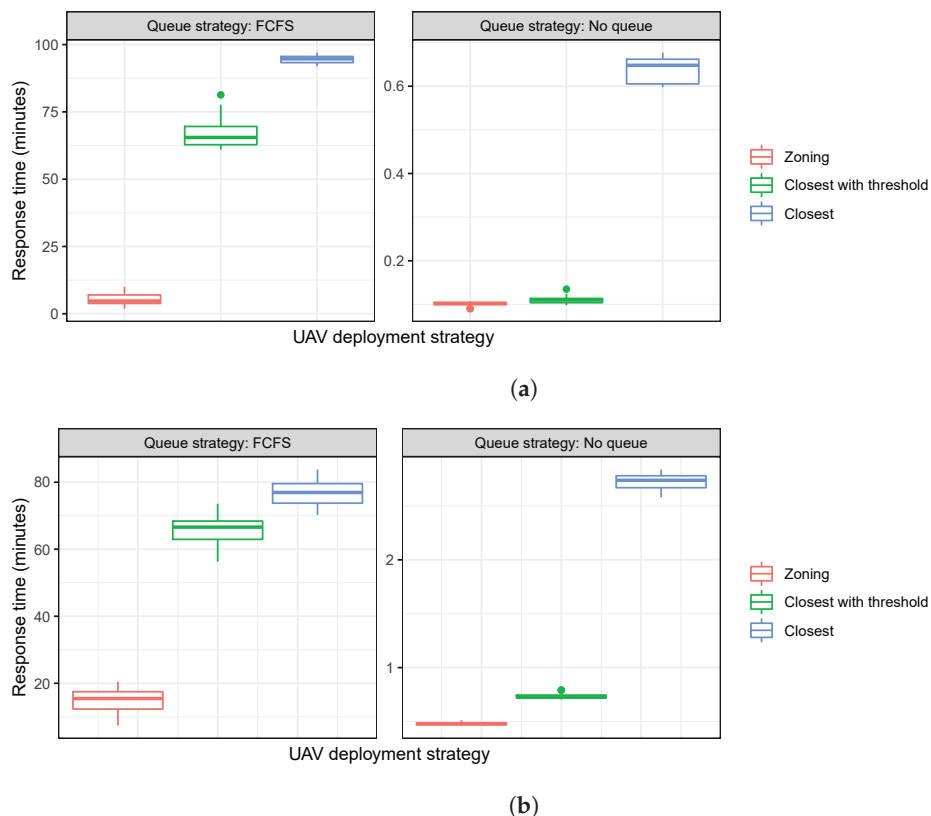 Queue strategy: FCFS
Queue strategy: No queue
Response time (minutes)
100
75
50
25
0
0.6
0.4
0.2
Zoning
Closest with threshold
Closest
UAV deployment strategy
(a)
Queue strategy: FCFS
Queue strategy: No queue
Response time (minutes)
80
60
40
20
2
1
Zoning
Closest with threshold
Closest
UAV deployment strategy
(b)